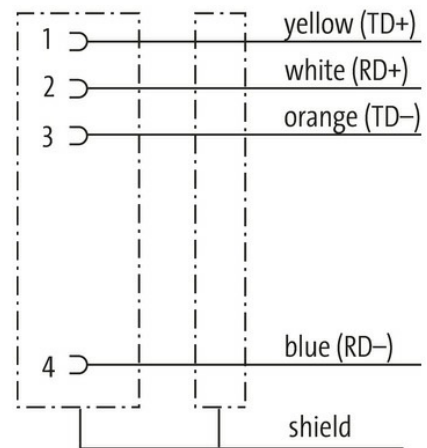 1 yellow (TD+)
2 white (RD+)
3 orange (TD–)
4 blue (RD–)
shield